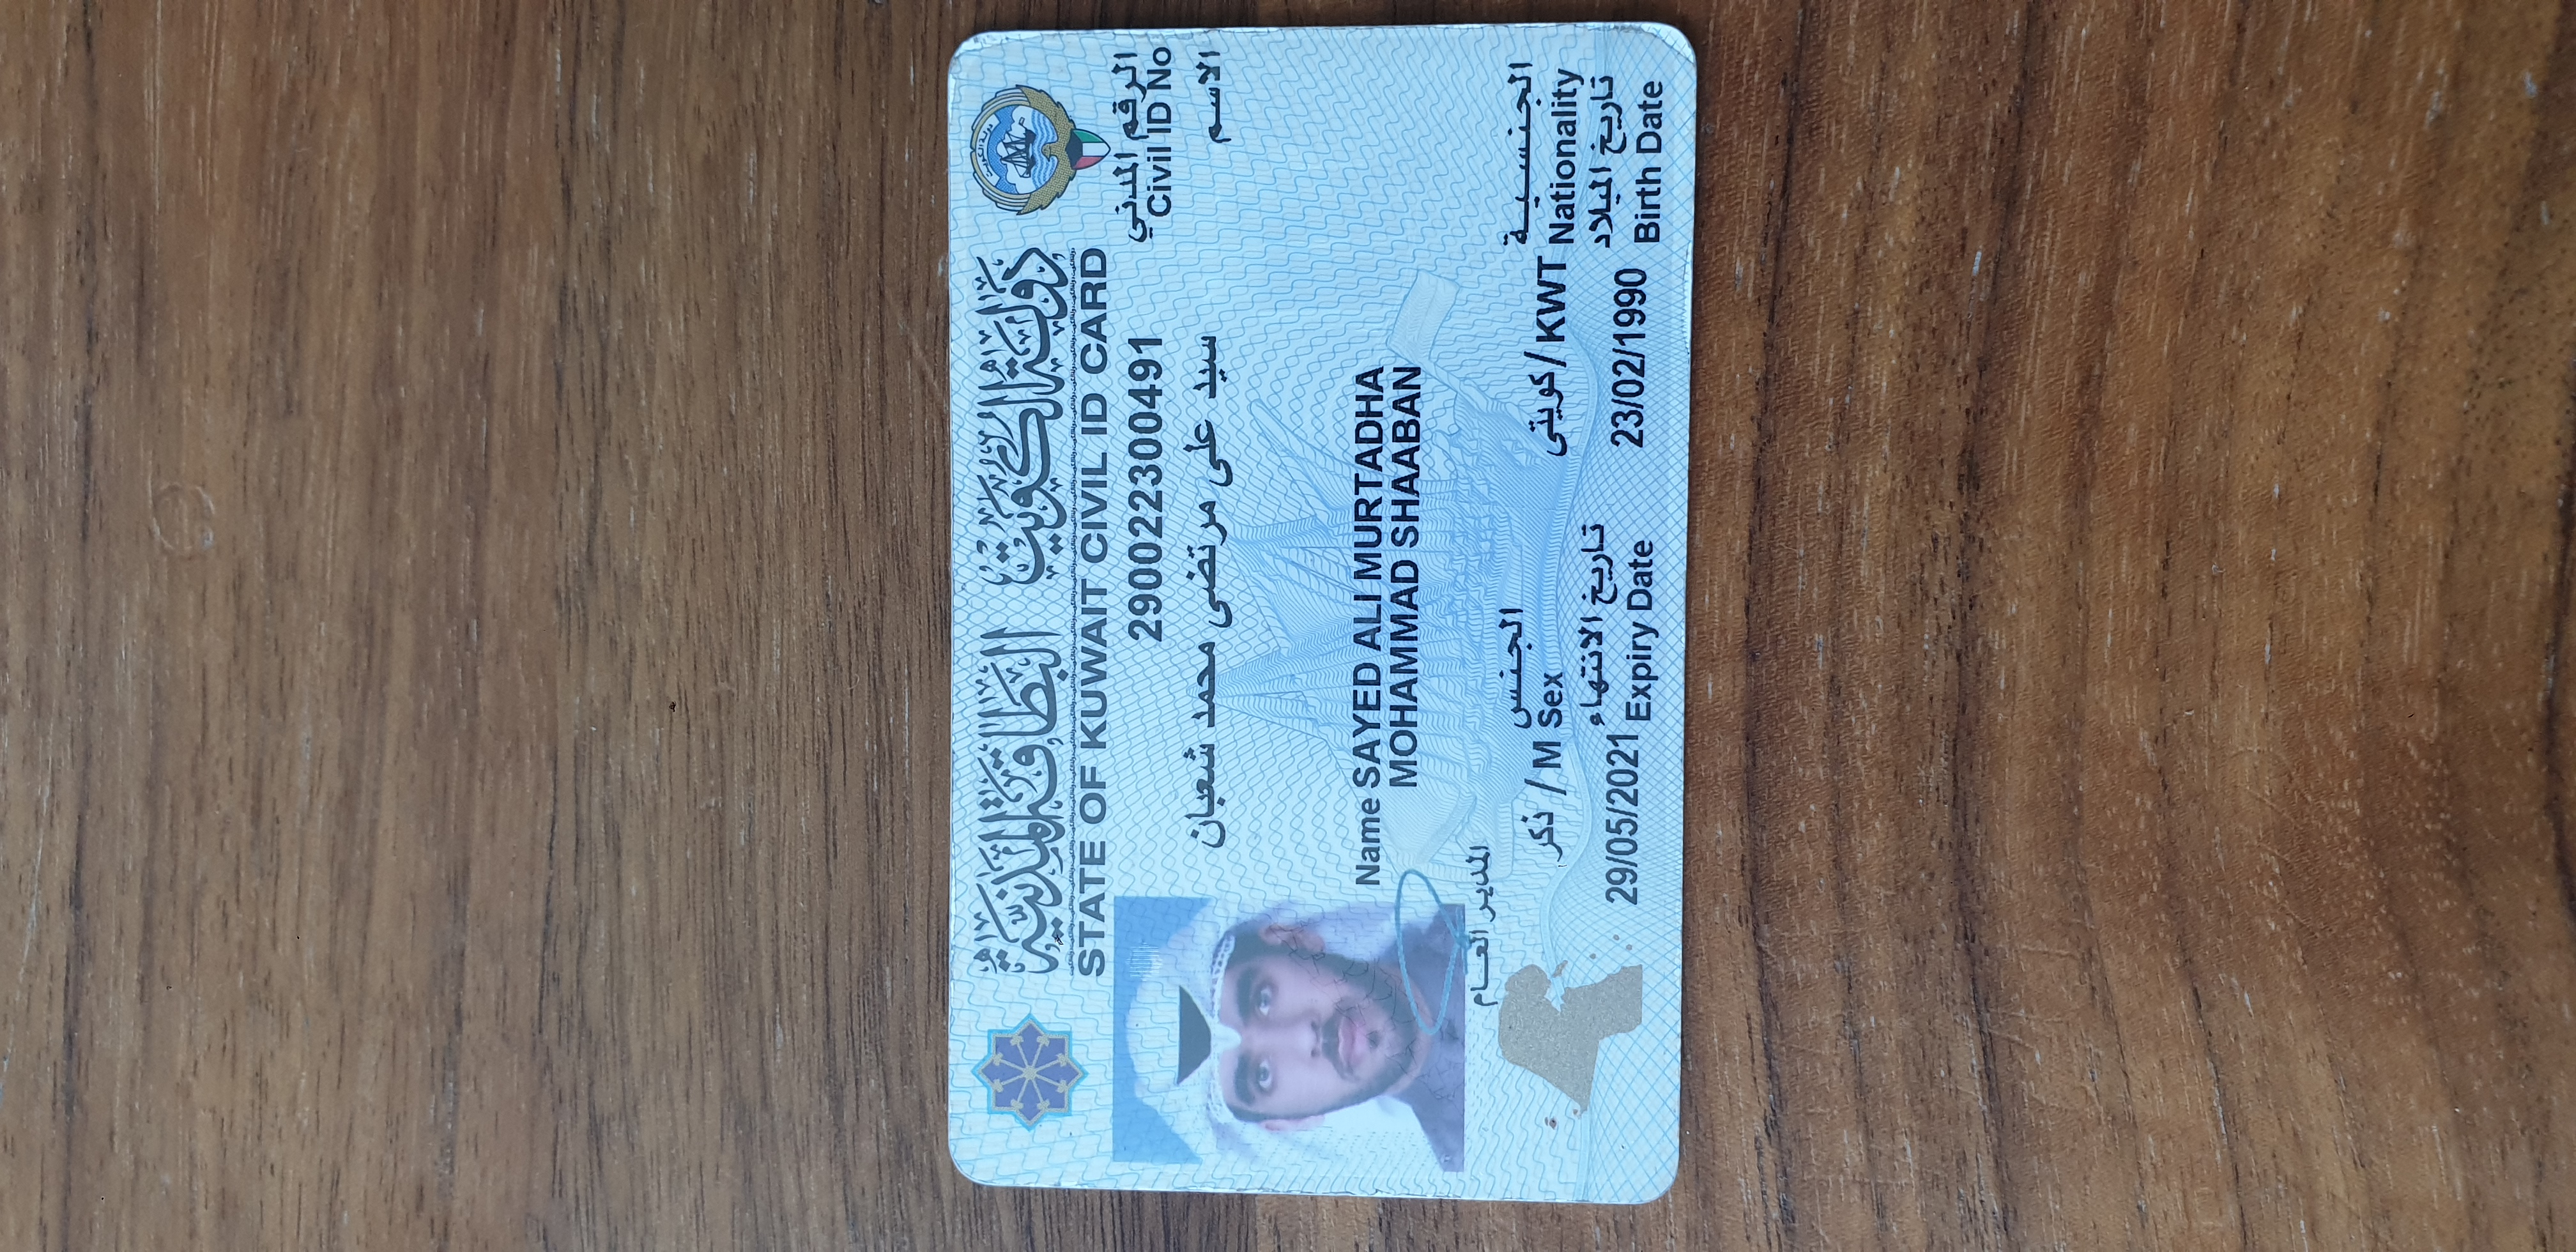 البطاقة المدنية دولة الكويت
STATE OF KUWAIT CIVIL ID CARD
الرقم المدني
290022300491 Civil ID No
سيد على مرتضى محمد شعبان الاسم
Name SAYED ALI MURTADHA
MOHAMMAD SHAABAN
المدير العام
الجنس الجنسية
ذكر / M Sex كويتى / KWT Nationality
تاريخ الانتهاء تاريخ الميلاد
29/05/2021 Expiry Date 23/02/1990 Birth Date